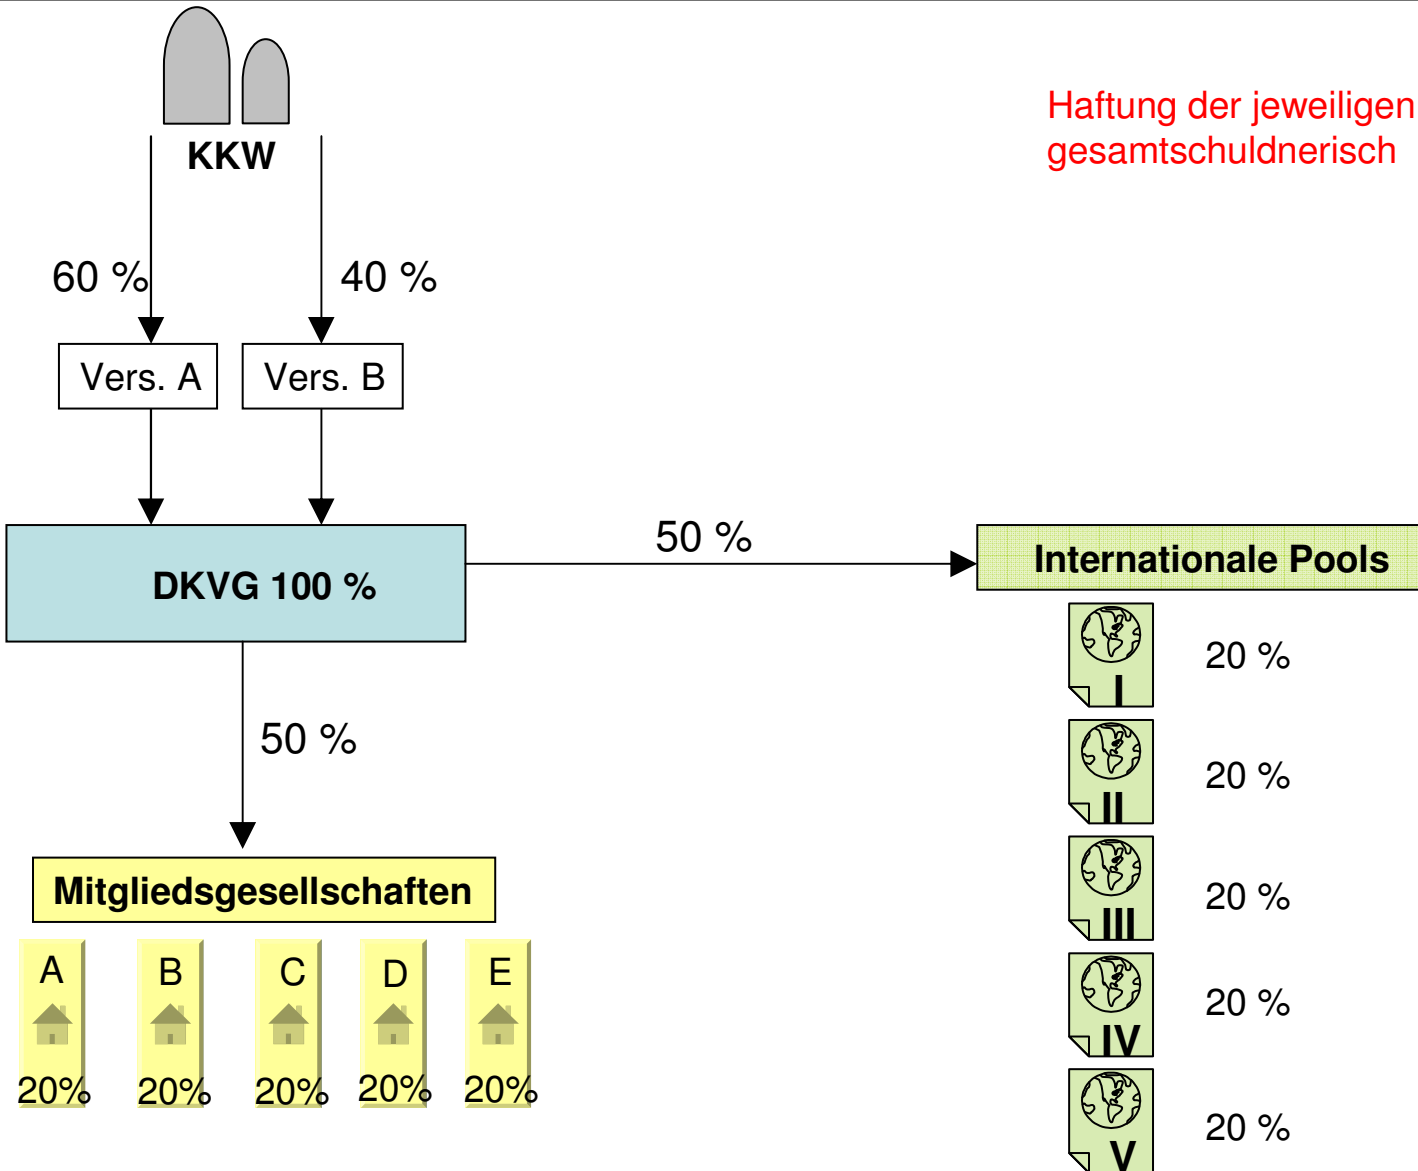 Haftung der jeweiligen
gesamtschuldnerisch
KKW
60 %
40 %
Vers. A
Vers. B
DKVG 100 %
50 %
Internationale Pools
I
20 %
II
20 %
III
20 %
IV
20 %
V
20 %
50 %
Mitgliedsgesellschaften
A B C D E
20% 20% 20% 20% 20%